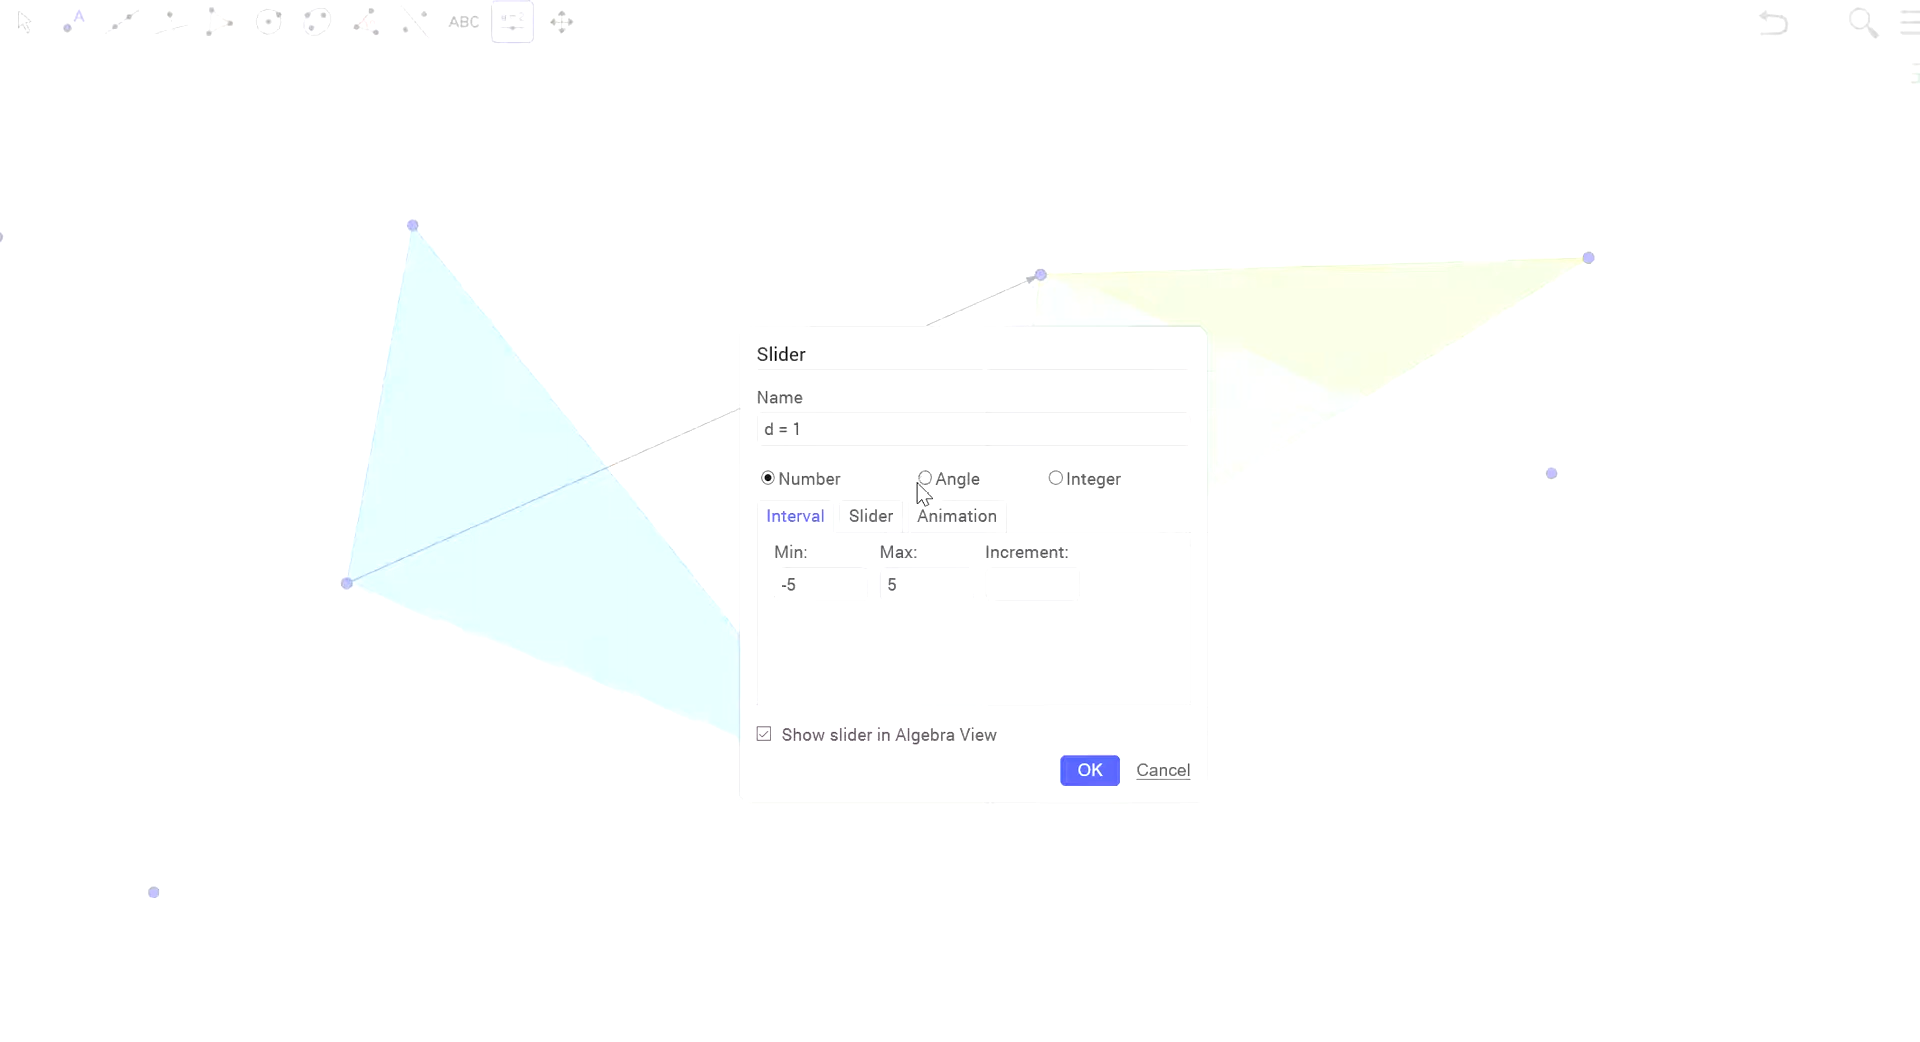 A
ABC
Slider
Name
d = 1
Number Angle Integer
Interval Slider Animation
Min: Max: Increment:
-5 5
Show slider in Algebra View
OK Cancel